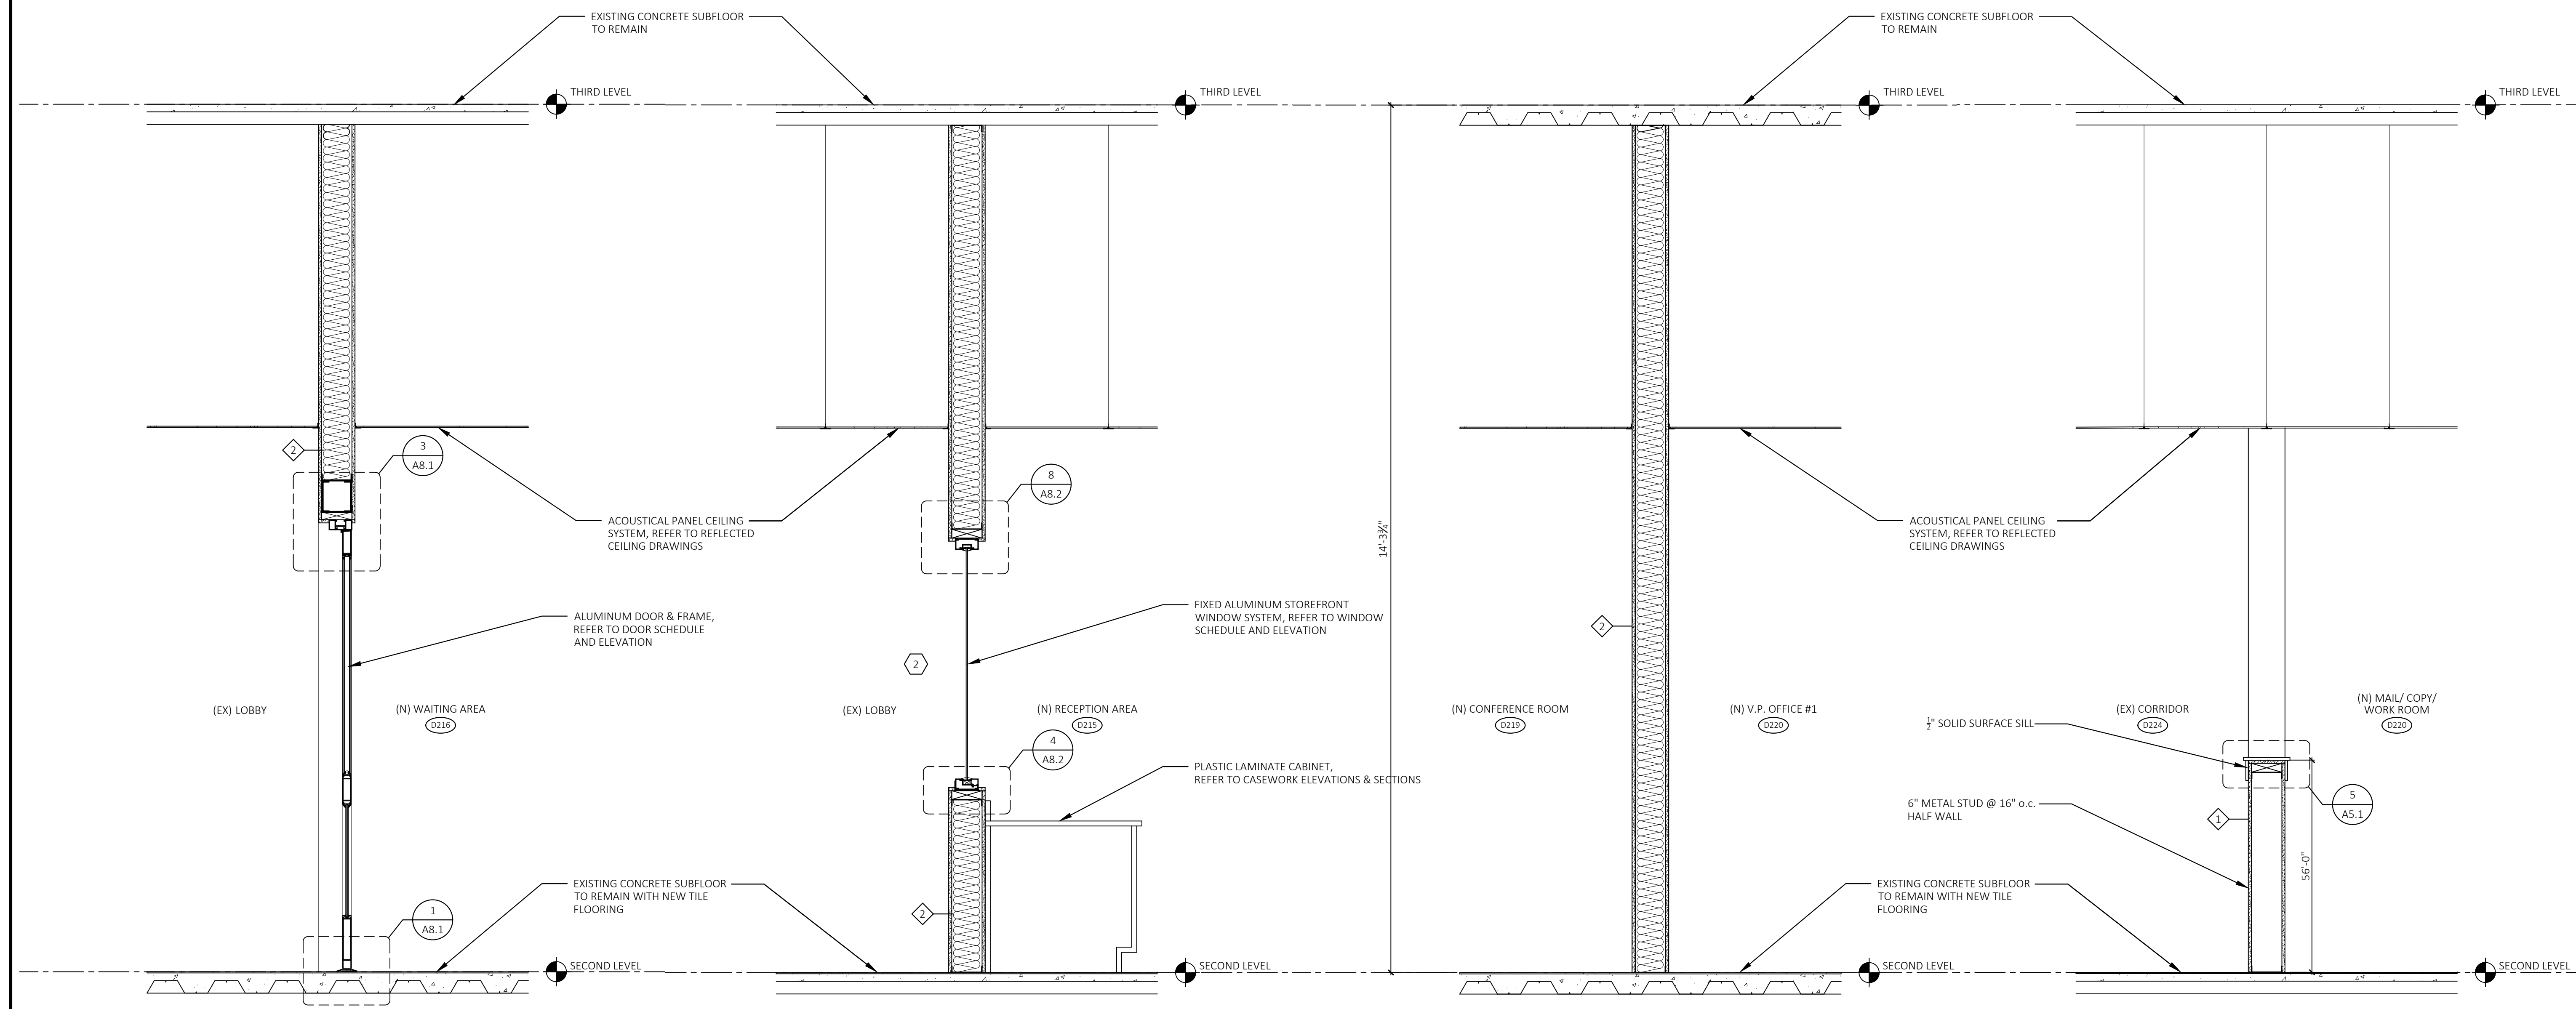 EXISTING CONCRETE SUBFLOOR
TO REMAIN
EXISTING CONCRETE SUBFLOOR
TO REMAIN
THIRD LEVEL
THIRD LEVEL
THIRD LEVEL
THIRD LEVEL
2
3
A8.1
8
A8.2
ACOUSTICAL PANEL CEILING
SYSTEM, REFER TO REFLECTED
CEILING DRAWINGS
14'-3¾"
ACOUSTICAL PANEL CEILING
SYSTEM, REFER TO REFLECTED
CEILING DRAWINGS
ALUMINUM DOOR & FRAME,
REFER TO DOOR SCHEDULE
AND ELEVATION
FIXED ALUMINUM STOREFRONT
WINDOW SYSTEM, REFER TO WINDOW
SCHEDULE AND ELEVATION
2
2
(EX) LOBBY
(N) WAITING AREA
D216
(EX) LOBBY
(N) RECEPTION AREA
D215
(N) CONFERENCE ROOM
D219
(N) V.P. OFFICE #1
D220
(EX) CORRIDOR
D224
(N) MAIL/ COPY/
WORK ROOM
D220
½" SOLID SURFACE SILL
4
A8.2
PLASTIC LAMINATE CABINET,
REFER TO CASEWORK ELEVATIONS & SECTIONS
6" METAL STUD @ 16" o.c.
HALF WALL
1
5
A5.1
56'-0"
EXISTING CONCRETE SUBFLOOR
TO REMAIN WITH NEW TILE
FLOORING
EXISTING CONCRETE SUBFLOOR
TO REMAIN WITH NEW TILE
FLOORING
1
A8.1
2
SECOND LEVEL
SECOND LEVEL
SECOND LEVEL
SECOND LEVEL